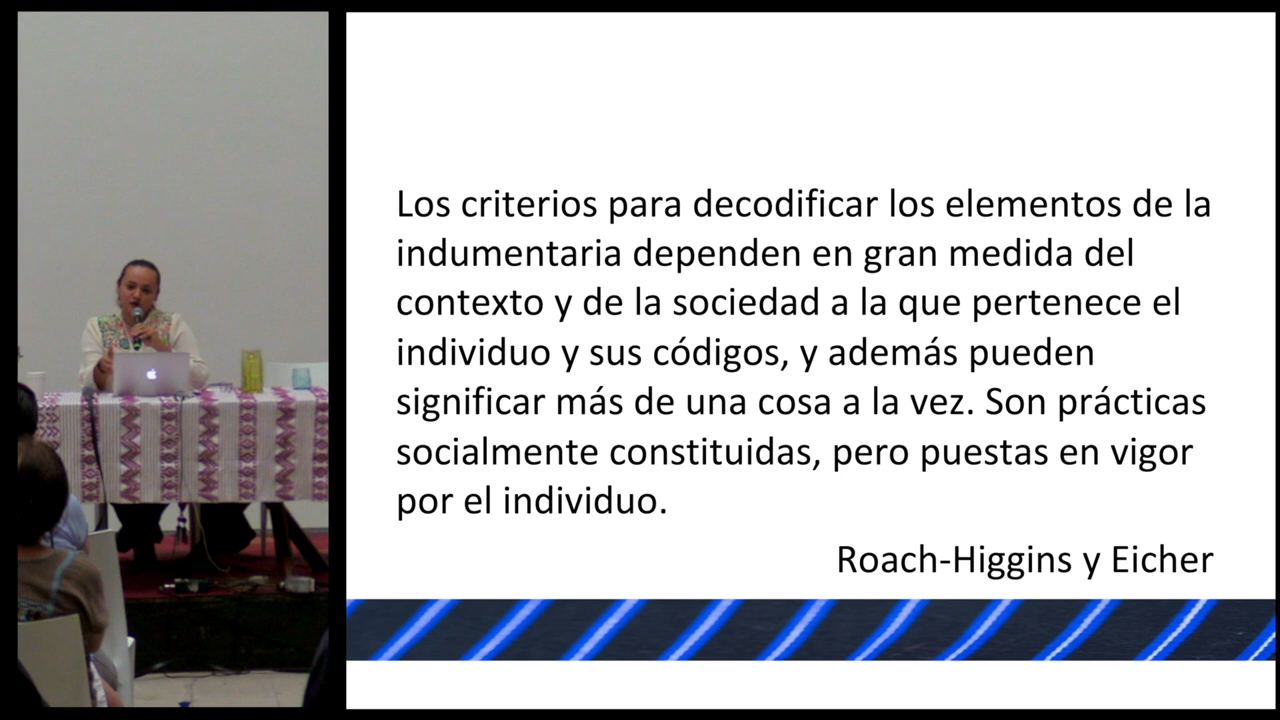 Los criterios para decodificar los elementos de la
indumentaria dependen en gran medida del
contexto y de la sociedad a la que pertenece el
individuo y sus códigos, y además pueden
significar más de una cosa a la vez. Son prácticas
socialmente constituidas, pero puestas en vigor
por el individuo.
Roach-Higgins y Eicher